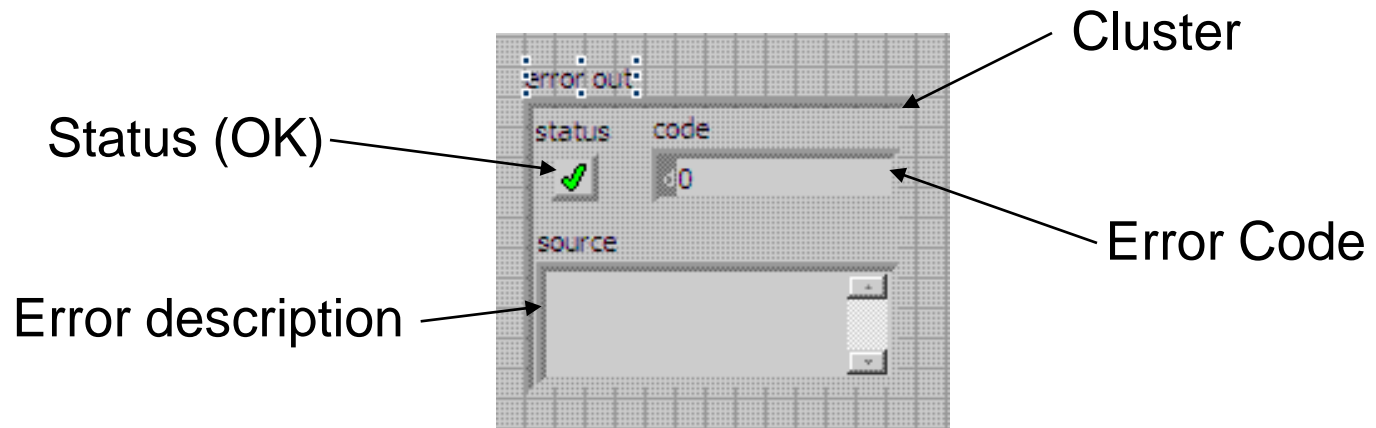 Cluster
error out
Status (OK)
status
code
0
Error Code
source
Error description